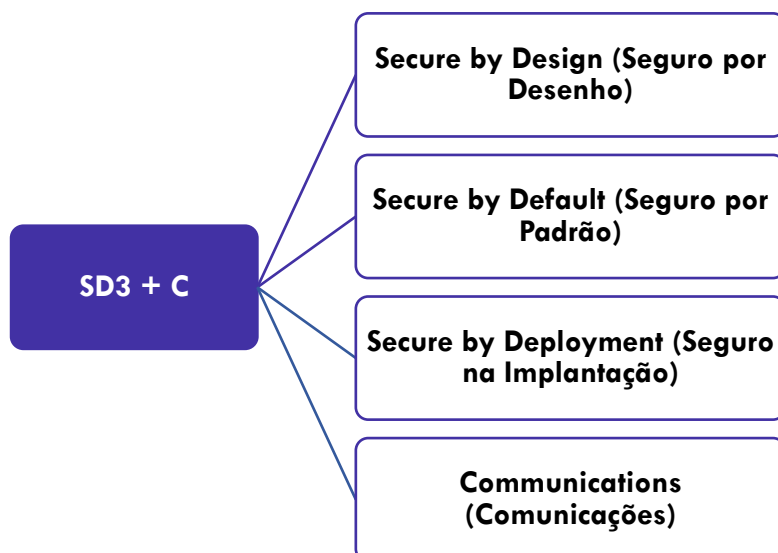 SD3 + C
Secure by Design (Seguro por
Desenho)
Secure by Default (Seguro por
Padrão)
Secure by Deployment (Seguro
na Implantação)
Communications
(Comunicações)